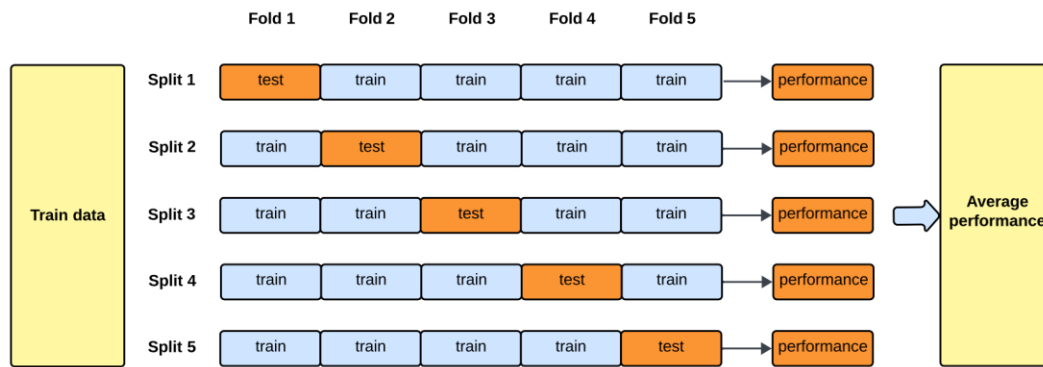 Fold 1 Fold 2 Fold 3 Fold 4 Fold 5
Split 1 test train train train train performance
Split 2 train test train train train performance
Train data
Split 3 train train test train train performance
Average
performance
Split 4 train train train test train performance
Split 5 train train train train test performance